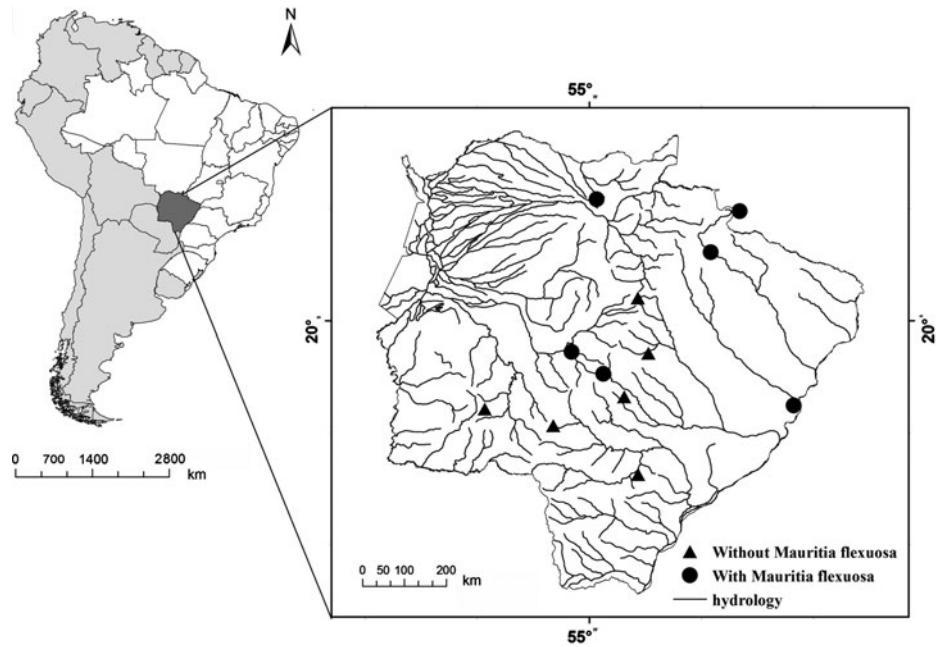 N
55°
20°
20°
0 700 1400 2800
km
Without Mauritia flexuosa
With Mauritia flexuosa
hydrology
0 50 100 200
km
55°